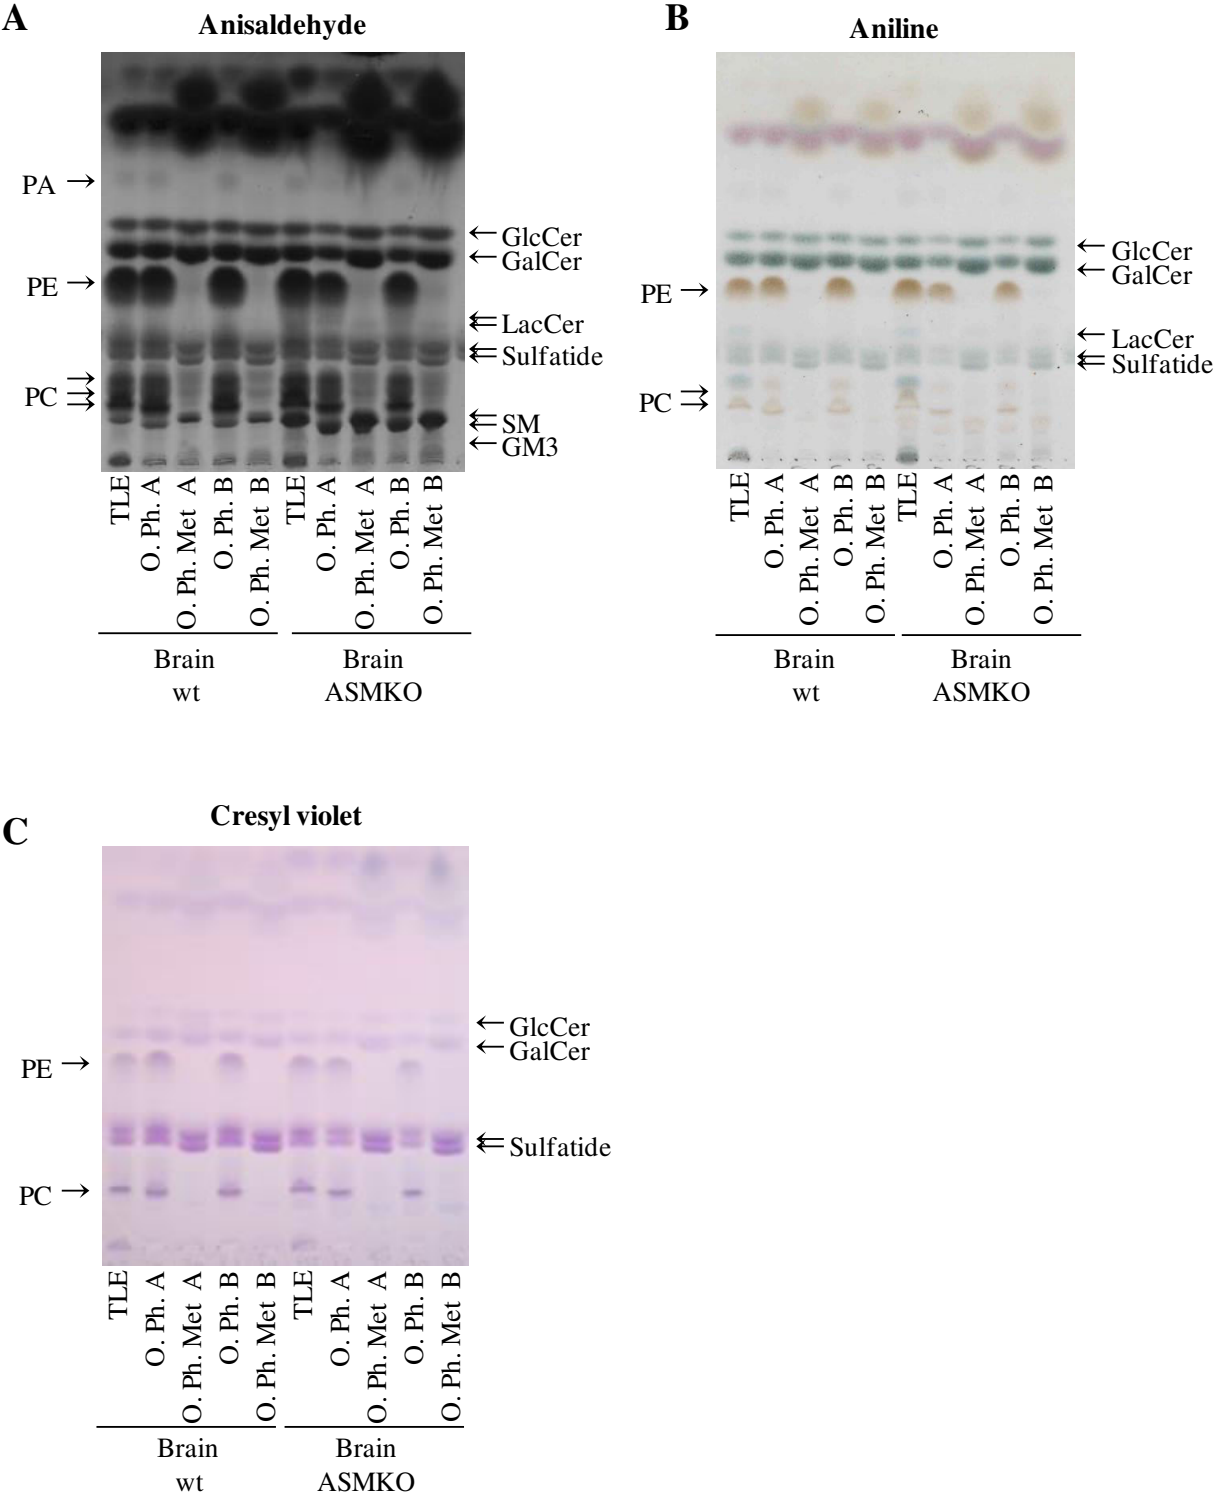 A
Anisaldehyde
PA →
PE →
PC
← GlcCer
← GalCer
LacCer
Sulfatide
SM
← GM3
TLE
O. Ph. A
O. Ph. Met A
O. Ph. B
O. Ph. Met B
TLE
O. Ph. A
O. Ph. Met A
O. Ph. B
O. Ph. Met B
Brain
wt
Brain
ASMKO
B
Aniline
PE →
PC
← GlcCer
← GalCer
← LacCer
Sulfatide
TLE
O. Ph. A
O. Ph. Met A
O. Ph. B
O. Ph. Met B
TLE
O. Ph. A
O. Ph. Met A
O. Ph. B
O. Ph. Met B
Brain
wt
Brain
ASMKO
C
Cresyl violet
PE →
PC →
← GlcCer
← GalCer
Sulfatide
TLE
O. Ph. A
O. Ph. Met A
O. Ph. B
O. Ph. Met B
TLE
O. Ph. A
O. Ph. Met A
O. Ph. B
O. Ph. Met B
Brain
wt
Brain
ASMKO